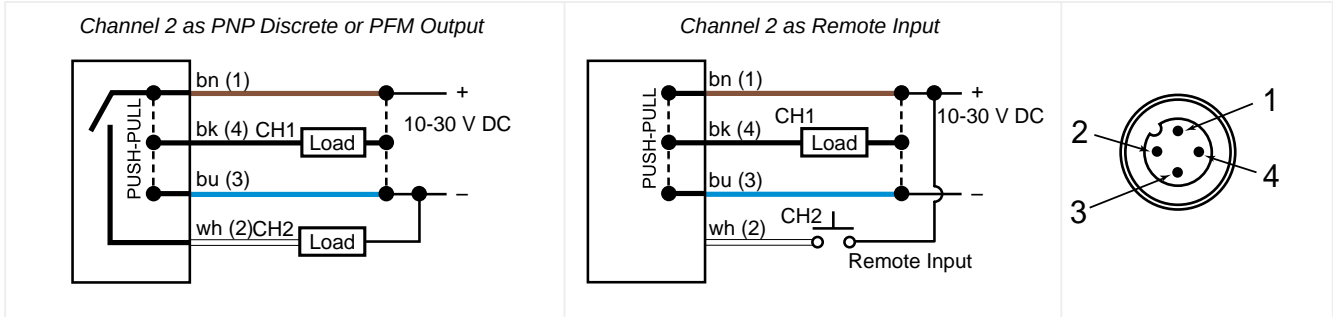 Channel 2 as PNP Discrete or PFM Output
bn (1)
+
10-30 V DC
PUSH-PULL
bk (4) CH1
Load
bu (3)
–
wh (2)CH2
Load
Channel 2 as Remote Input
bn (1)
+
10-30 V DC
PUSH-PULL
CH1
bk (4)
Load
bu (3)
–
CH2
wh (2)
Remote Input
1
2
4
3